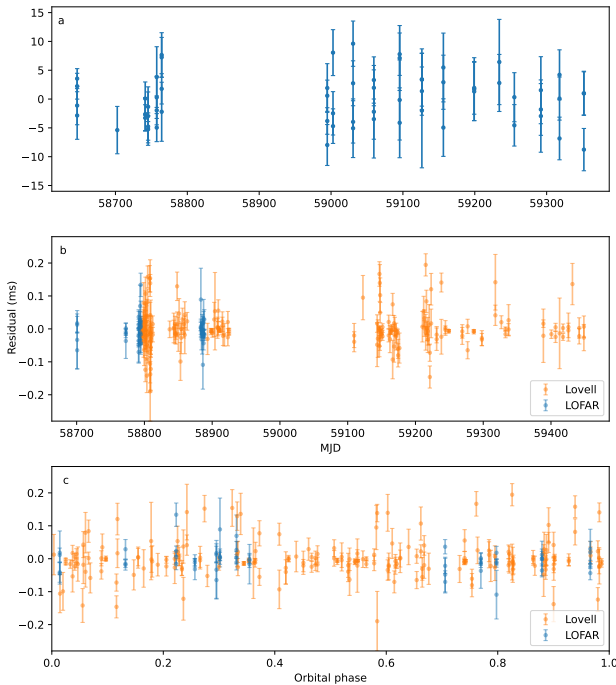 a
15
10
5
0
−5
−10
−15
58700 58800 58900 59000 59100 59200 59300
b
0.2
0.1
0.0
−0.1
−0.2
Residual (ms)
Lovell
LOFAR
58700 58800 58900 59000 59100 59200 59300 59400
MJD
c
0.2
0.1
0.0
−0.1
−0.2
Lovell
LOFAR
0.0 0.2 0.4 0.6 0.8 1.0
Orbital phase